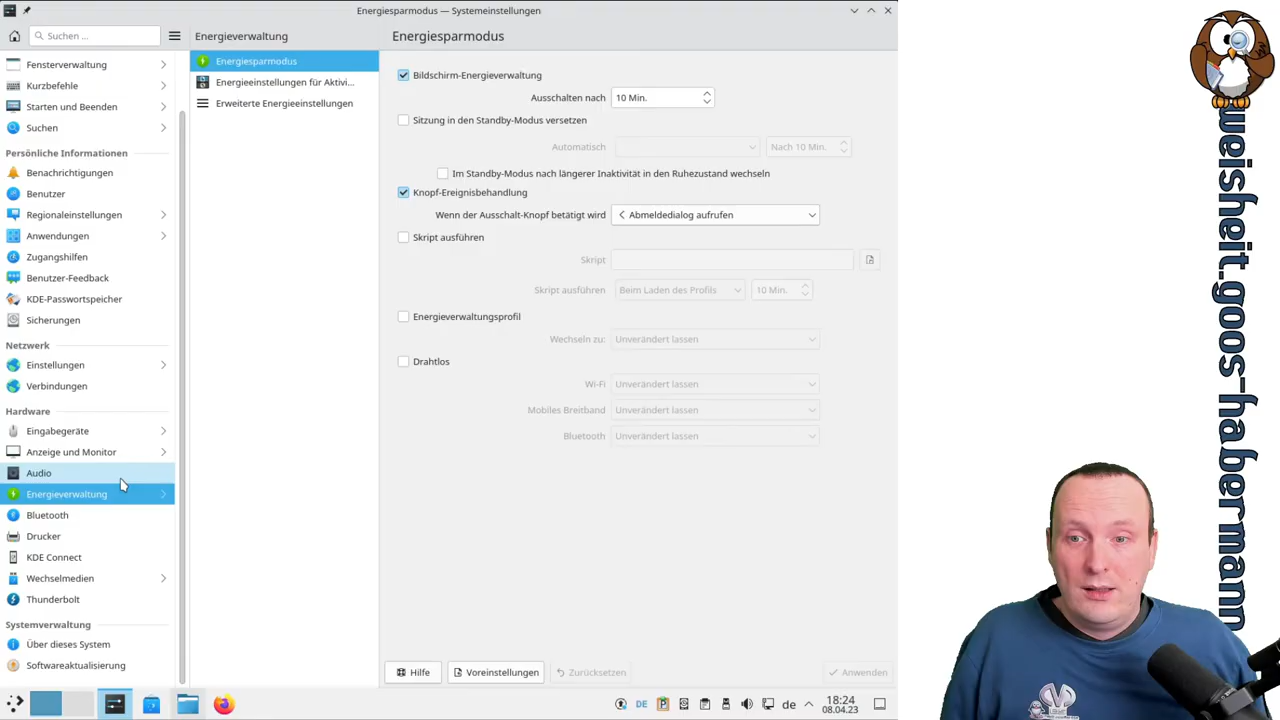 Energiesparmodus — Systemeinstellungen
Suchen ...
Energieverwaltung
Energiesparmodus
Fensterverwaltung
Kurzbefehle
Starten und Beenden
Suchen
Persönliche Informationen
Benachrichtigungen
Benutzer
Regionaleinstellungen
Anwendungen
Zugangshilfen
Benutzer-Feedback
KDE-Passwortspeicher
Sicherungen
Netzwerk
Einstellungen
Verbindungen
Hardware
Eingabegeräte
Anzeige und Monitor
Audio
Energieverwaltung
Bluetooth
Drucker
KDE Connect
Wechselmedien
Thunderbolt
Systemverwaltung
Über dieses System
Softwareaktualisierung
Energiesparmodus
Energieeinstellungen für Aktivi...
Erweiterte Energieeinstellungen
Bildschirm-Energieverwaltung
Ausschalten nach 10 Min.
Sitzung in den Standby-Modus versetzen
Automatisch Nach 10 Min.
Im Standby-Modus nach längerer Inaktivität in den Ruhezustand wechseln
Knopf-Ereignisbehandlung
Wenn der Ausschalt-Knopf betätigt wird Abmeldedialog aufrufen
Skript ausführen
Skript
Skript ausführen Beim Laden des Profils 10 Min.
Energieverwaltungsprofil
Wechseln zu: Unverändert lassen
Drahtlos
Wi-Fi Unverändert lassen
Mobiles Breitband Unverändert lassen
Bluetooth Unverändert lassen
Hilfe Voreinstellungen Zurücksetzen Anwenden
DE de 18:24
08.04.23
weisheit.goos-habermann